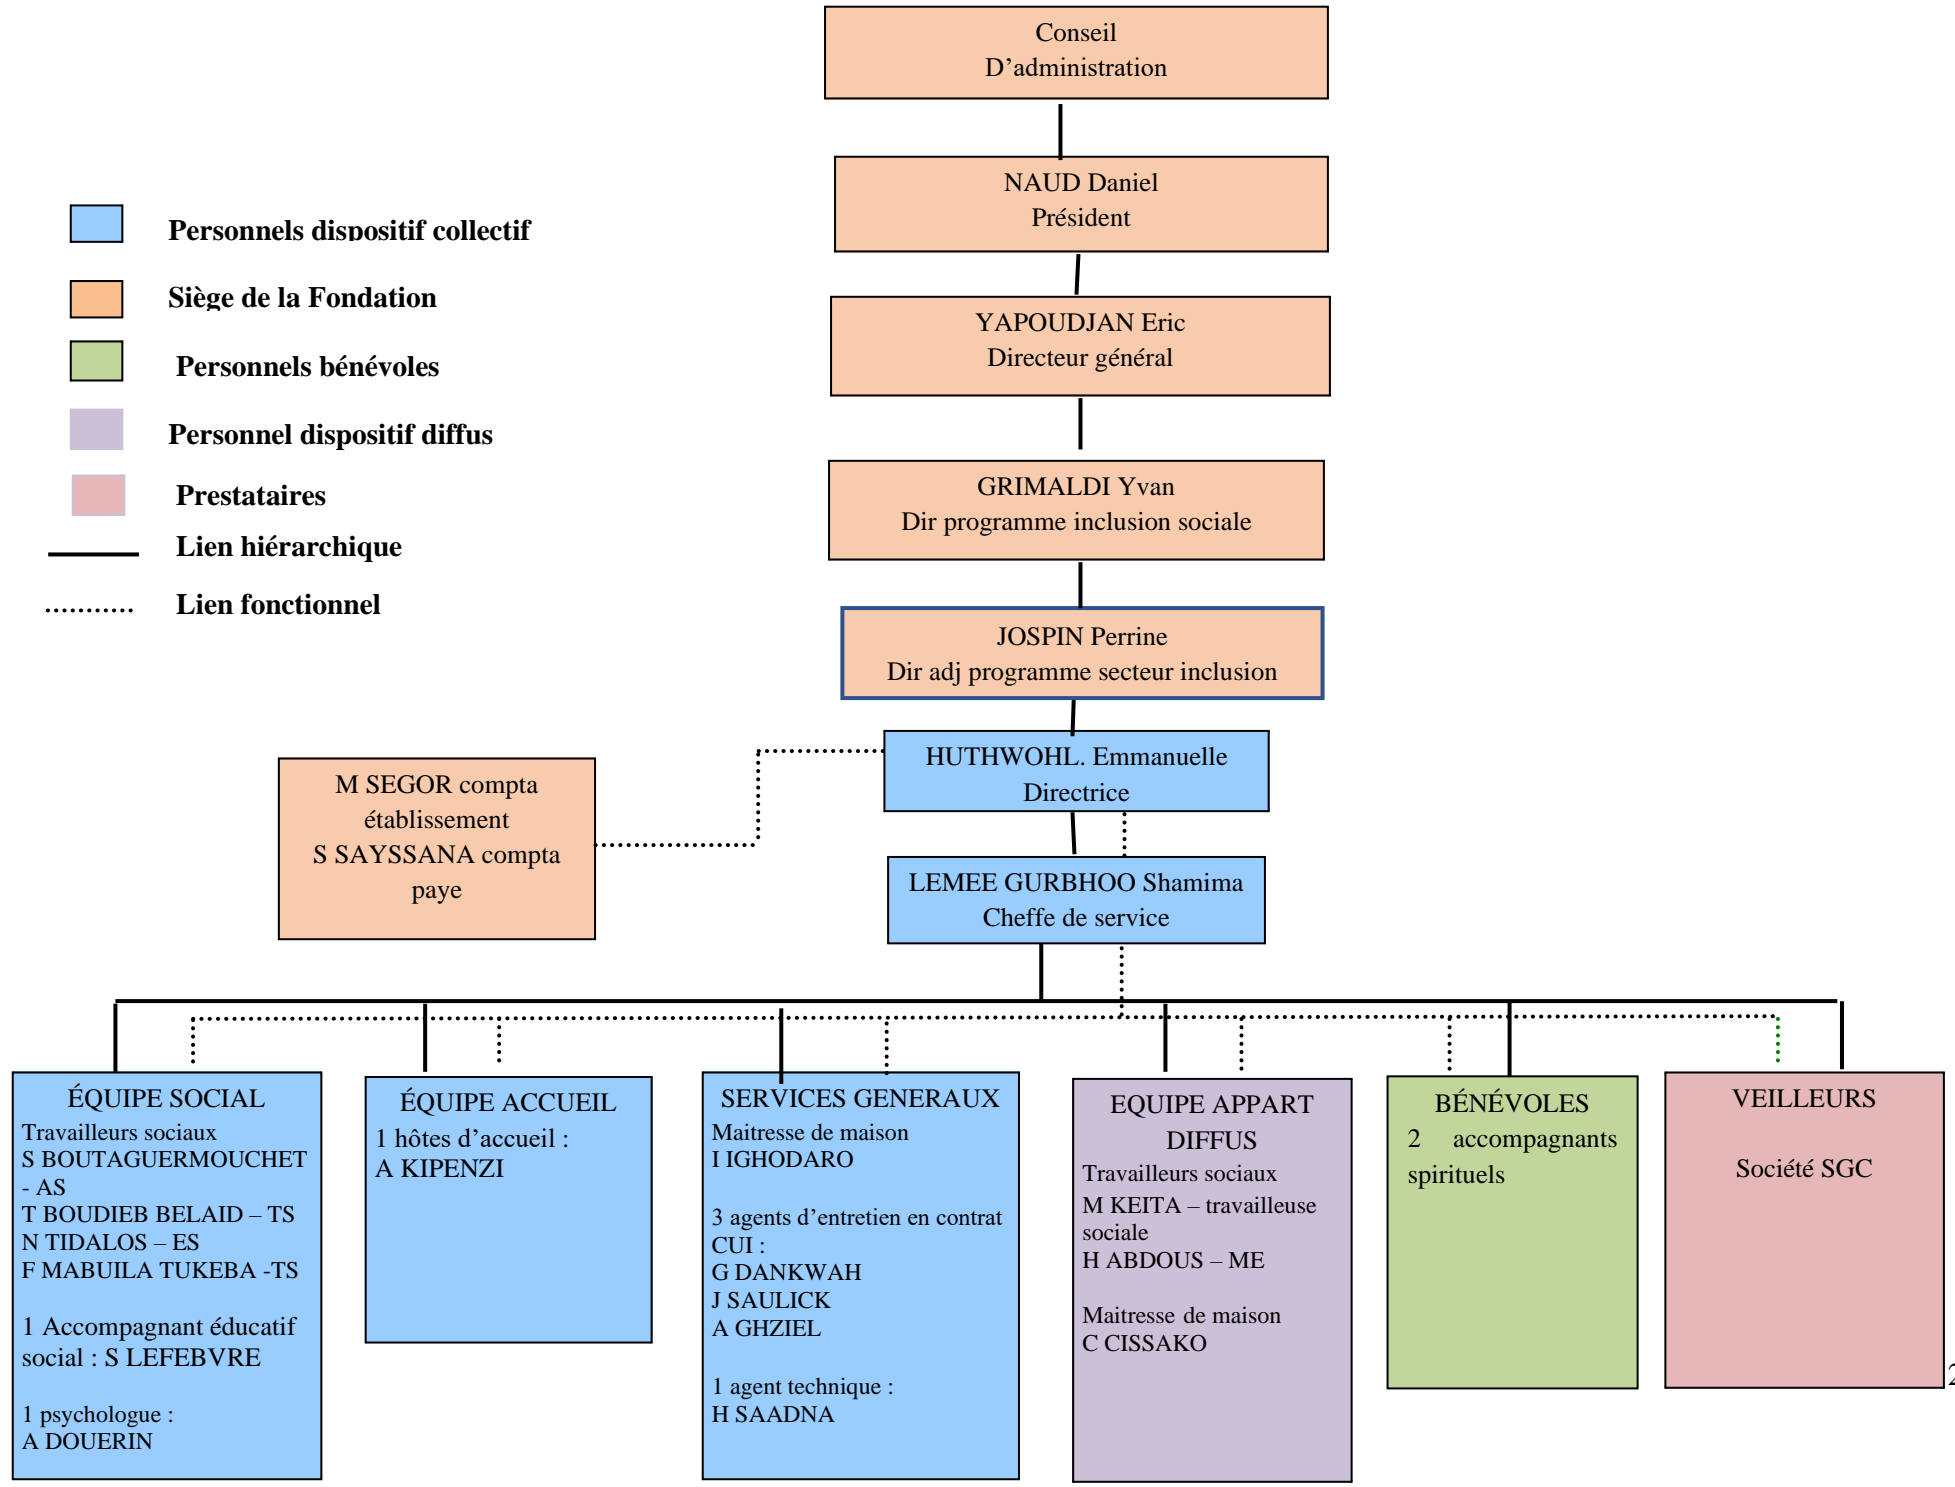 Conseil
D’administration
NAUD Daniel
Président
YAPOUDJAN Eric
Directeur général
GRIMALDI Yvan
Dir programme inclusion sociale
JOSPIN Perrine
Dir adj programme secteur inclusion
HUTHWOHL. Emmanuelle
Directrice
LEMEE GURBHOO Shamima
Cheffe de service
Personnels dispositif collectif
Siège de la Fondation
Personnels bénévoles
Personnel dispositif diffus
Prestataires
Lien hiérarchique
Lien fonctionnel
M SEGOR compta
établissement
S SAYSSANA compta
paye
ÉQUIPE SOCIAL
Travailleurs sociaux
S BOUTAGUERMOUCHET
- AS
T BOUDIEB BELAID – TS
N TIDALOS – ES
F MABUILA TUKEBA -TS
1 Accompagnant éducatif
social : S LEFEBVRE
1 psychologue :
A DOUERIN
ÉQUIPE ACCUEIL
1 hôtes d’accueil :
A KIPENZI
SERVICES GENERAUX
Maitresse de maison
I IGHODARO
3 agents d’entretien en contrat
CUI :
G DANKWAH
J SAULICK
A GHZIEL
1 agent technique :
H SAADNA
EQUIPE APPART
DIFFUS
Travailleurs sociaux
M KEITA – travailleuse
sociale
H ABDOUS – ME
Maitresse de maison
C CISSAKO
BÉNÉVOLES
2 accompagnants
spirituels
VEILLEURS
Société SGC
2